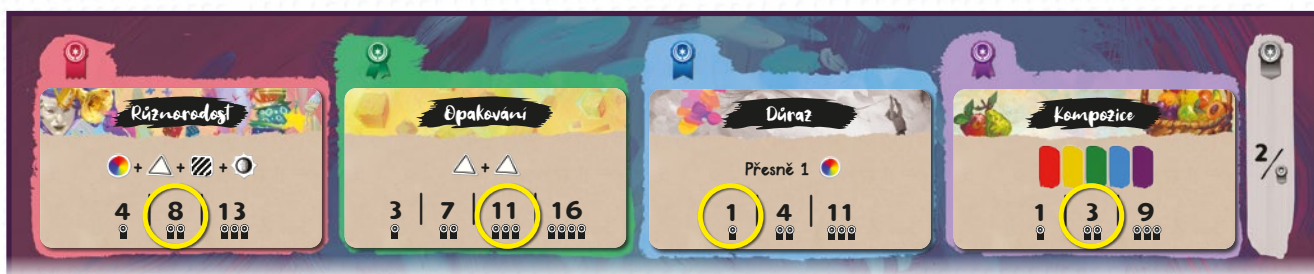 Různorodost
+ + +
4 | 8 | 13
Opakování
+
3 | 7 | 11 | 16
Důraz
Přesně 1
1 | 4 | 11
Kompozice
1 | 3 | 9
2/